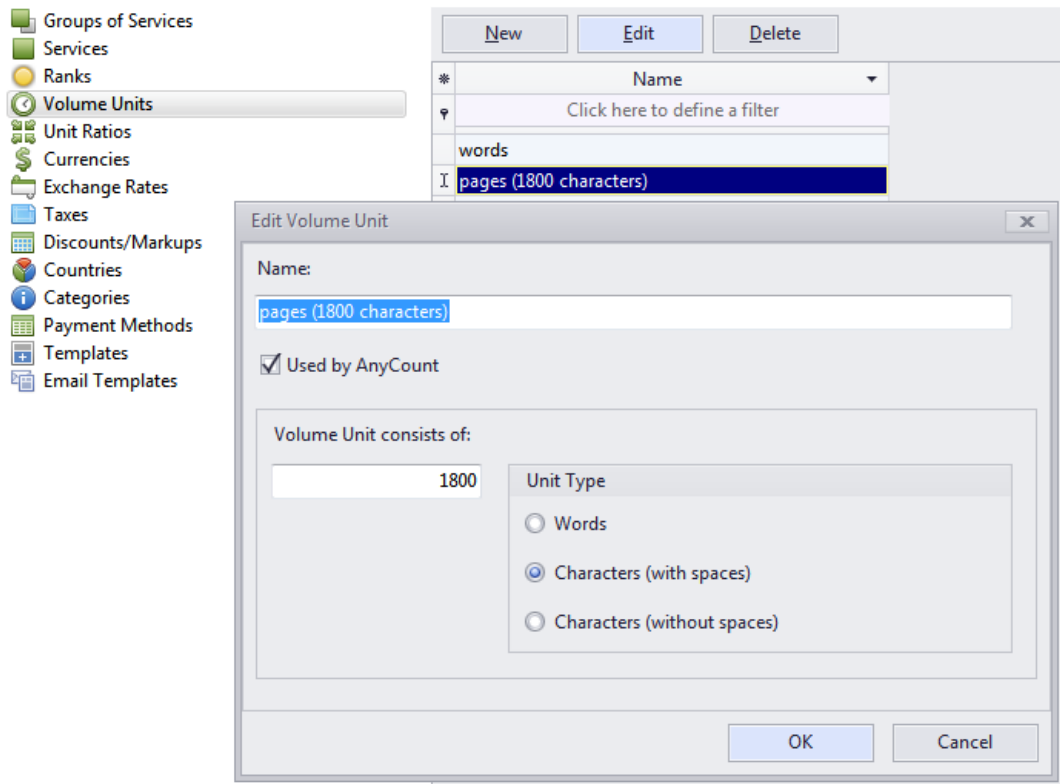 Groups of Services
Services
Ranks
Volume Units
Unit Ratios
Currencies
Exchange Rates
Taxes
Discounts/Markups
Countries
Categories
Payment Methods
Templates
Email Templates
New Edit Delete
Name
Click here to define a filter
words
pages (1800 characters)
Edit Volume Unit
Name:
pages (1800 characters)
Used by AnyCount
Volume Unit consists of:
1800
Unit Type
Words
Characters (with spaces)
Characters (without spaces)
OK Cancel